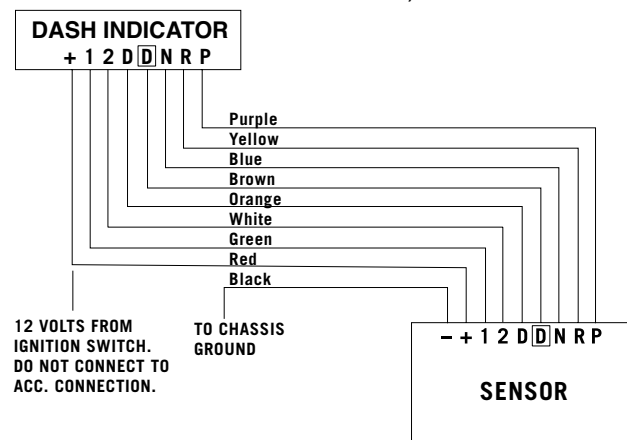 DASH INDICATOR
+ 1 2 D D N R P
Purple
Yellow
Blue
Brown
Orange
White
Green
Red
Black
12 VOLTS FROM
IGNITION SWITCH.
DO NOT CONNECT TO
ACC. CONNECTION.
TO CHASSIS
GROUND
– + 1 2 D D N R P
SENSOR